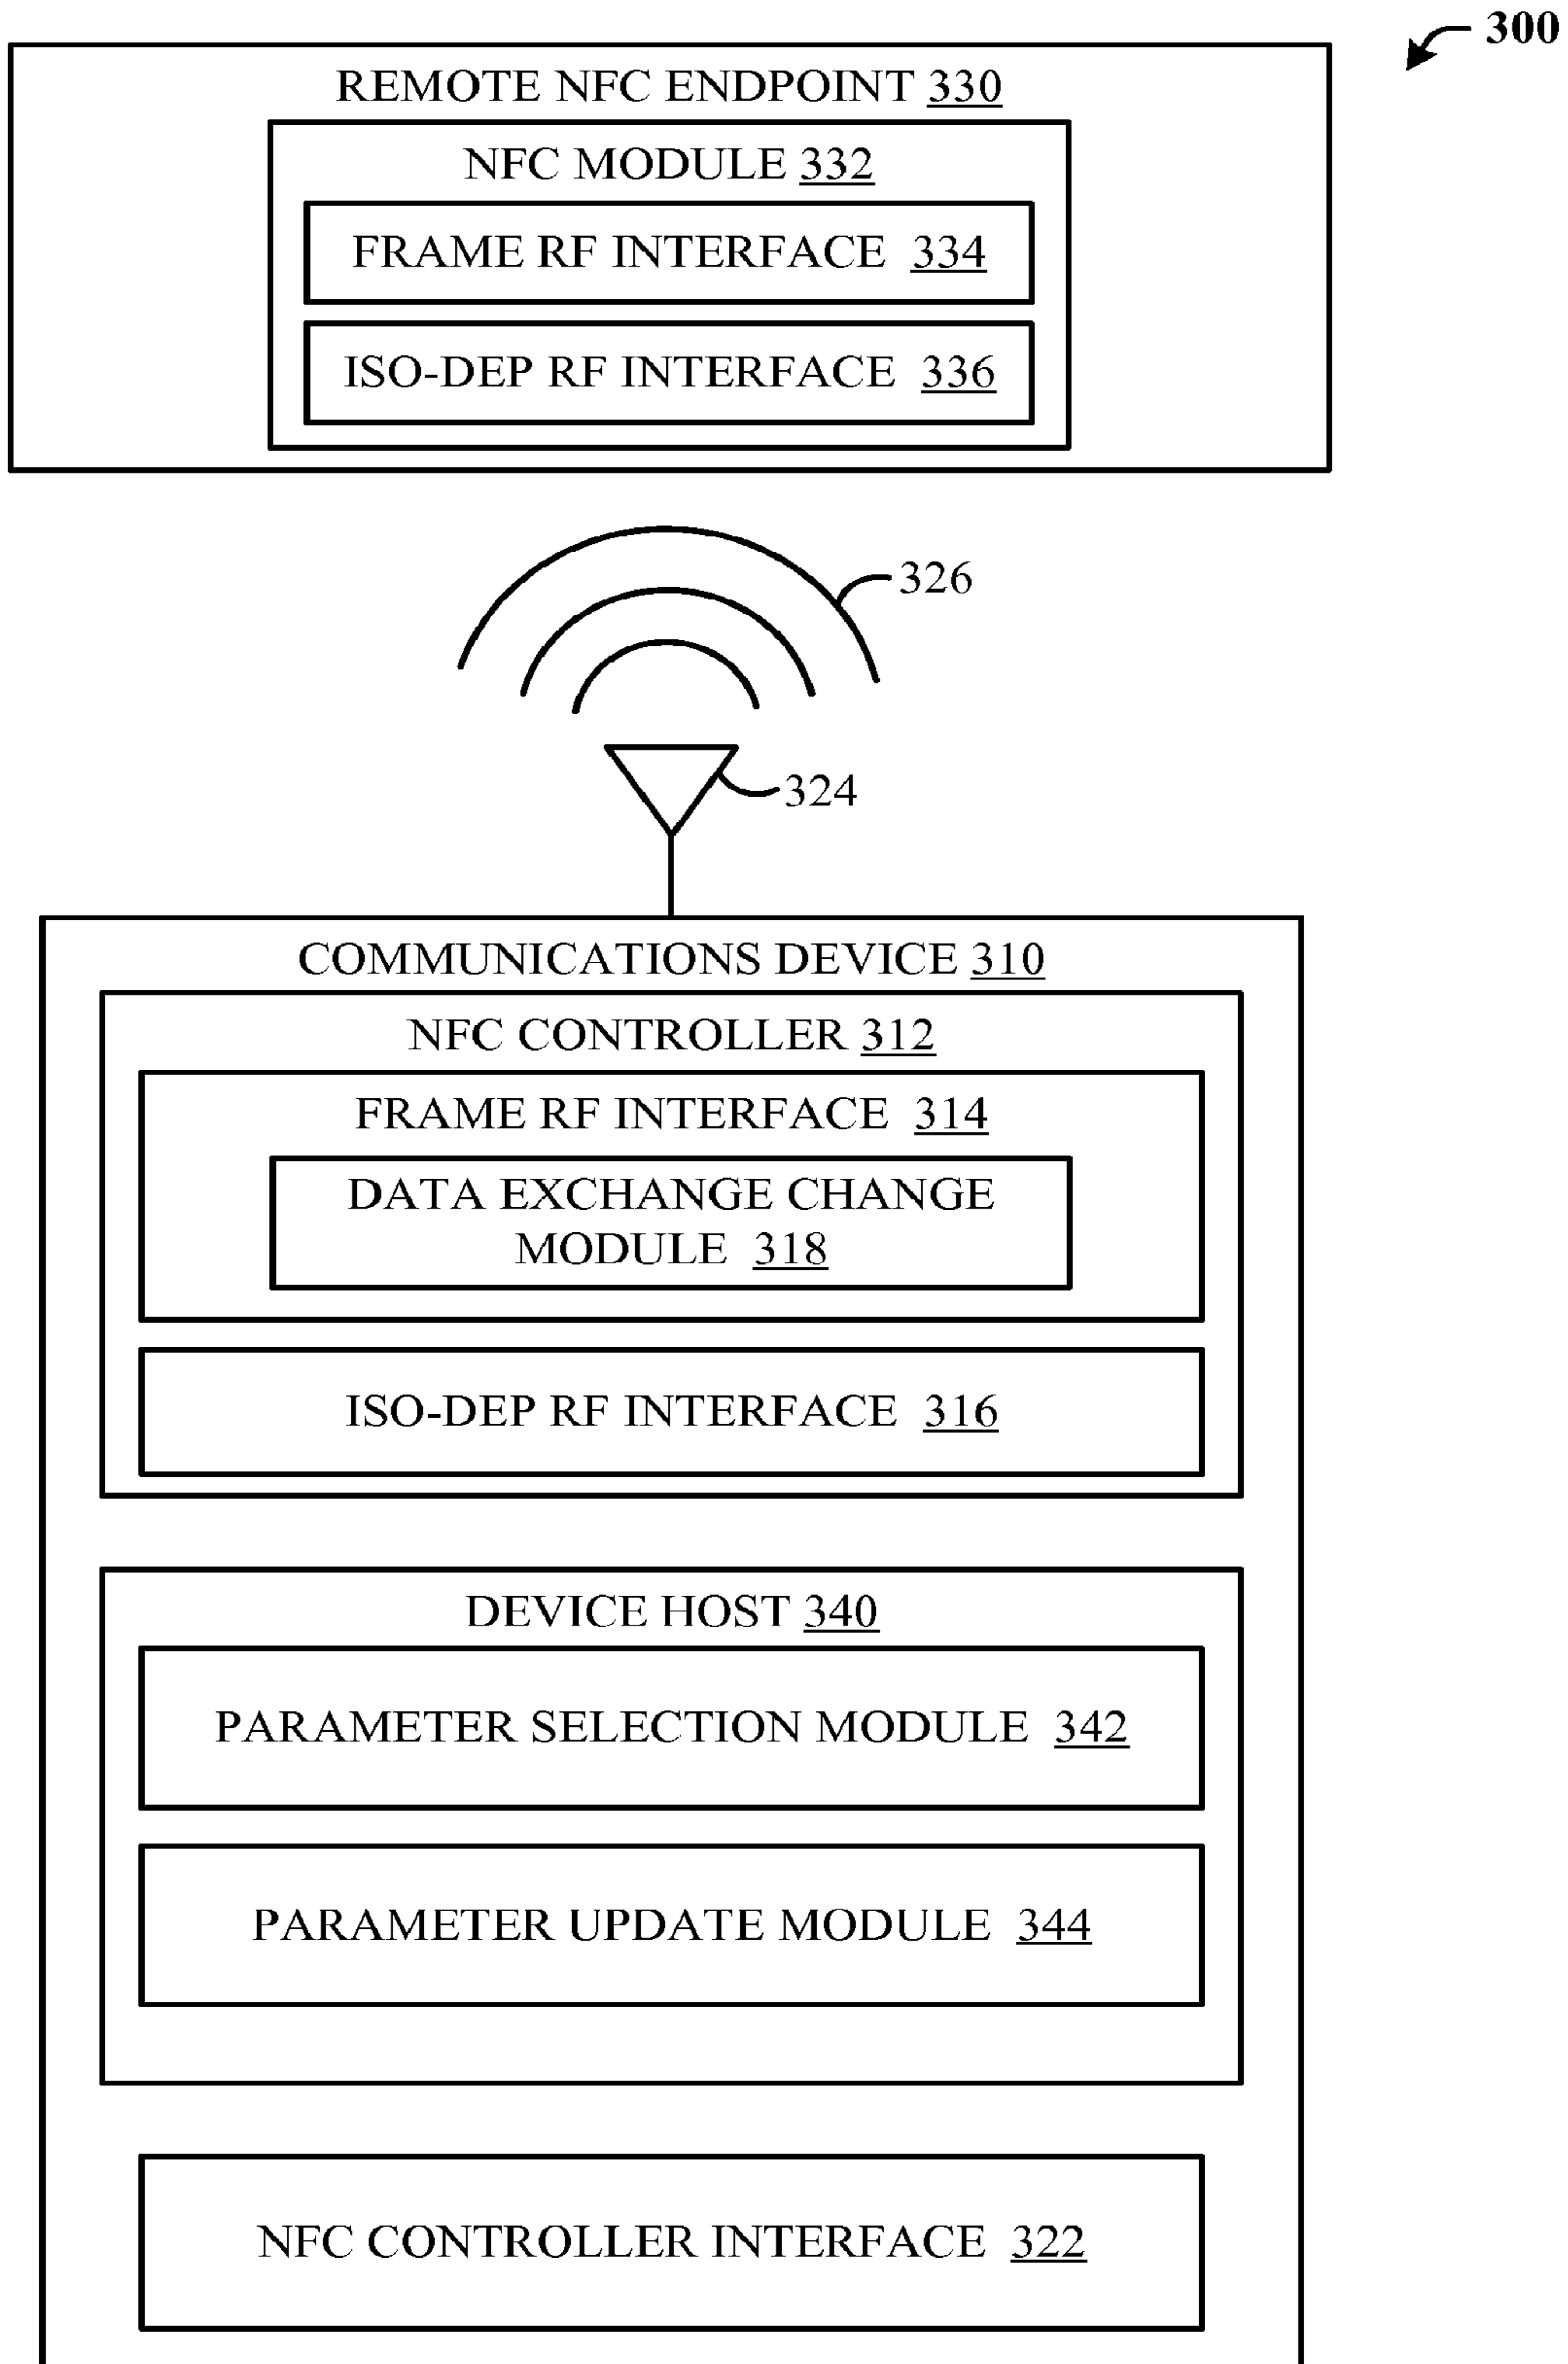 300
REMOTE NFC ENDPOINT 330
NFC MODULE 332
FRAME RF INTERFACE 334
ISO-DEP RF INTERFACE 336
326
324
COMMUNICATIONS DEVICE 310
NFC CONTROLLER 312
FRAME RF INTERFACE 314
DATA EXCHANGE CHANGE
MODULE 318
ISO-DEP RF INTERFACE 316
DEVICE HOST 340
PARAMETER SELECTION MODULE 342
PARAMETER UPDATE MODULE 344
NFC CONTROLLER INTERFACE 322